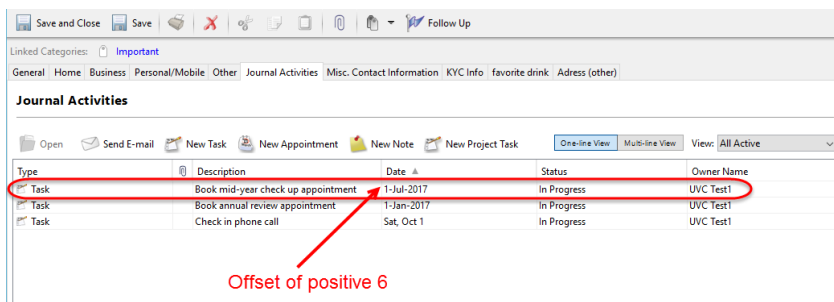 Save and Close Save Follow Up
Linked Categories: Important
General Home Business Personal/Mobile Other Journal Activities Misc. Contact Information KYC Info favorite drink Adress (other)
Journal Activities
Open Send E-mail New Task New Appointment New Note New Project Task One-line View Multi-line View View: All Active
Type Description Date Status Owner Name
Task Book mid-year check up appointment 1-Jul-2017 In Progress UVC Test1
Task Book annual review appointment 1-Jan-2017 In Progress UVC Test1
Task Check in phone call Sat, Oct 1 In Progress UVC Test1
Offset of positive 6